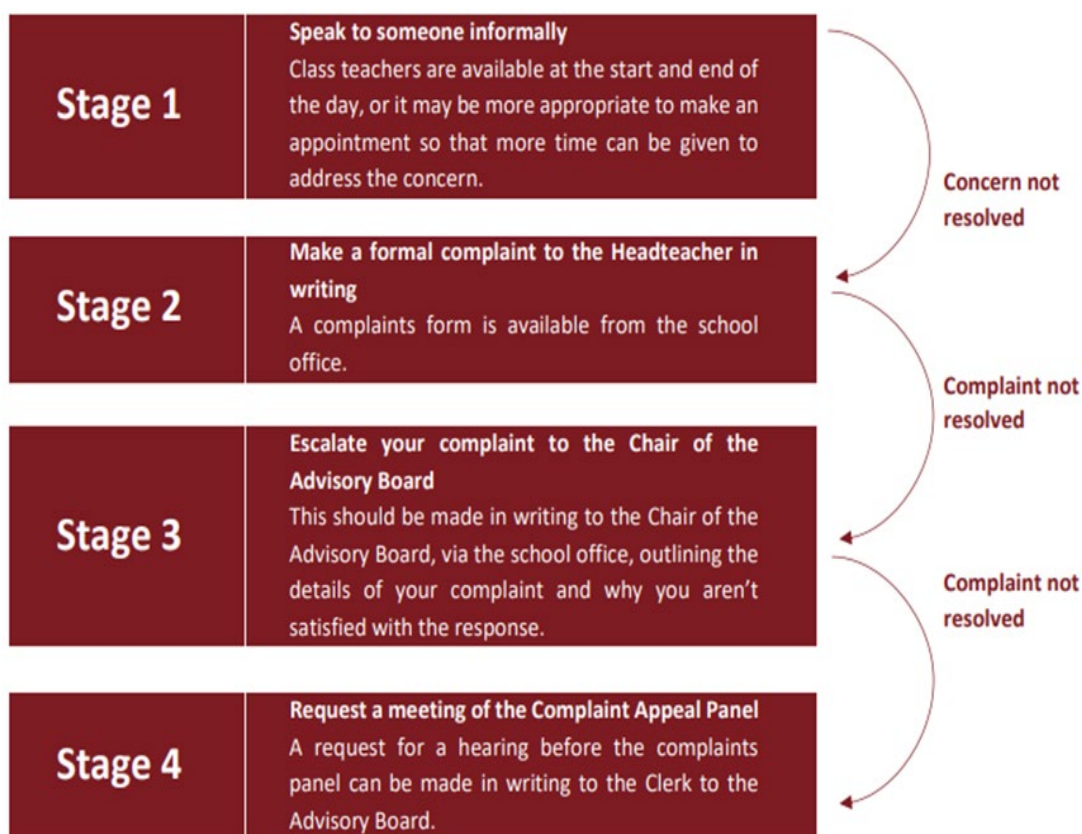 Stage 1
Speak to someone informally
Class teachers are available at the start and end of
the day, or it may be more appropriate to make an
appointment so that more time can be given to
address the concern.
Concern not
resolved
Stage 2
Make a formal complaint to the Headteacher in
writing
A complaints form is available from the school
office.
Complaint not
resolved
Stage 3
Escalate your complaint to the Chair of the
Advisory Board
This should be made in writing to the Chair of the
Advisory Board, via the school office, outlining the
details of your complaint and why you aren’t
satisfied with the response.
Complaint not
resolved
Stage 4
Request a meeting of the Complaint Appeal Panel
A request for a hearing before the complaints
panel can be made in writing to the Clerk to the
Advisory Board.